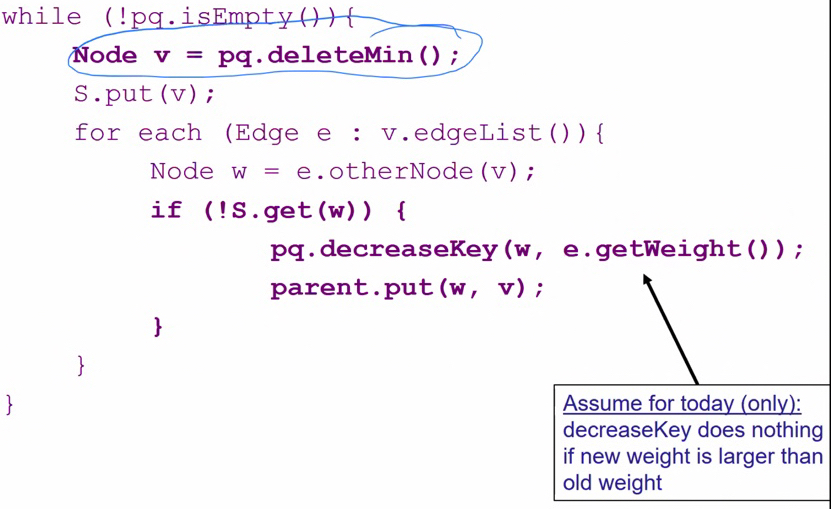 while (!pq.isEmpty()){
Node v = pq.deleteMin();
S.put(v);
for each (Edge e : v.edgeList()){
Node w = e.otherNode(v);
if (!S.get(w)) {
pq.decreaseKey(w, e.getWeight());
parent.put(w, v);
}
}
}
Assume for today (only):
decreaseKey does nothing
if new weight is larger than
old weight